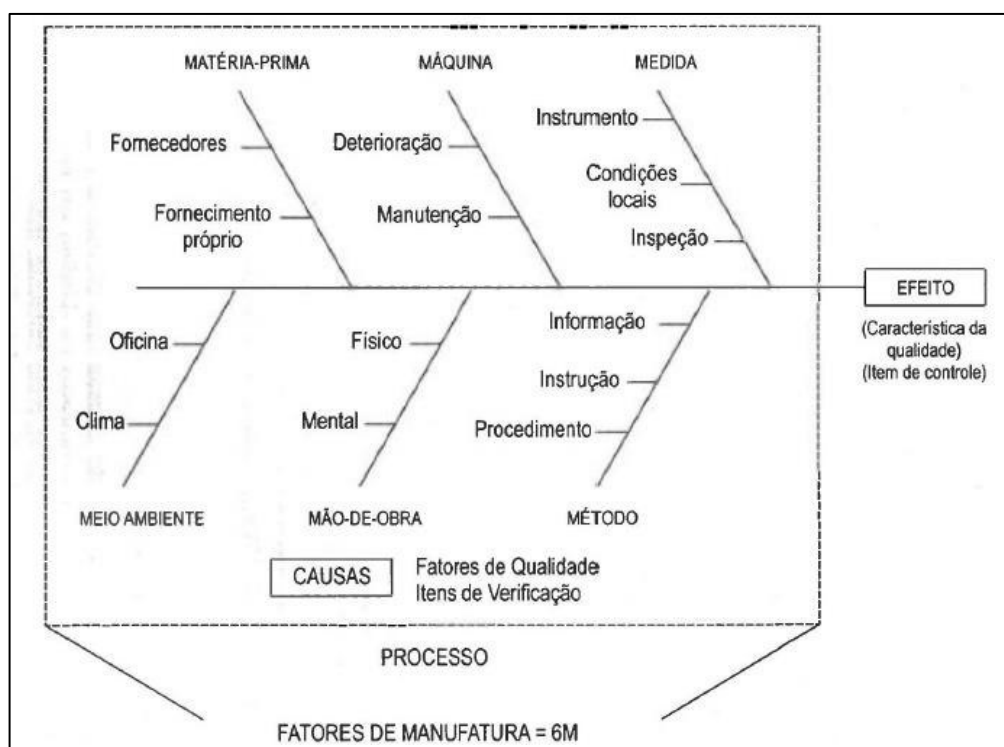 MATÉRIA-PRIMA
MÁQUINA
MEDIDA
Fornecedores
Fornecimento
próprio
Deterioração
Manutenção
Instrumento
Condições
locais
Inspeção
EFEITO
(Característica da
qualidade)
(Item de controle)
Oficina
Clima
Físico
Mental
Informação
Instrução
Procedimento
MEIO AMBIENTE
MÃO-DE-OBRA
MÉTODO
CAUSAS
Fatores de Qualidade
Itens de Verificação
PROCESSO
FATORES DE MANUFATURA = 6M